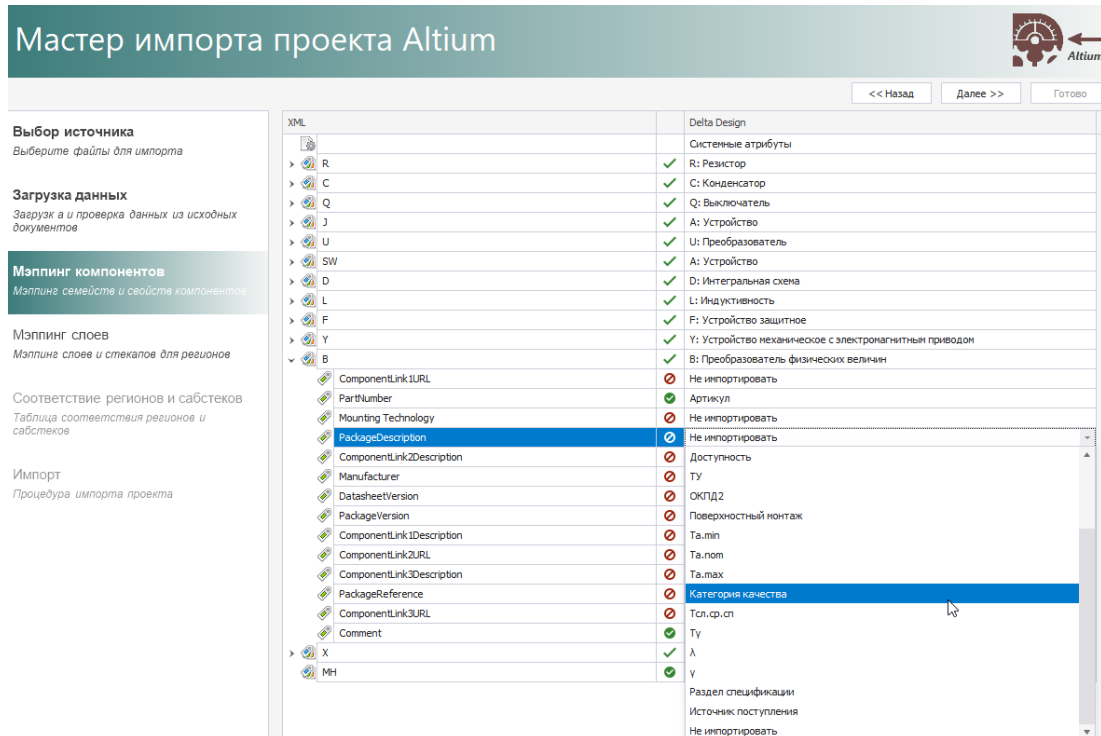 Мастер импорта проекта Altium
Altium
<< Назад Далее >> Готово
Выбор источника
Выберите файлы для импорта
Загрузка данных
Загрузк а и проверка данных из исходных
документов
Мэппинг компонентов
Мэппинг семейств и свойств компонентов
Мэппинг слоев
Мэппинг слоев и стекапов для регионов
Соответствие регионов и сабстеков
Таблица соответствия регионов и
сабстеков
Импорт
Процедура импорта проекта
XML Delta Design
Системные атрибуты
R R: Резистор
C C: Конденсатор
Q Q: Выключатель
J A: Устройство
U U: Преобразователь
SW A: Устройство
D D: Интегральная схема
L L: Индуктивность
F F: Устройство защитное
Y Y: Устройство механическое с электромагнитным приводом
B B: Преобразователь физических величин
ComponentLink1URL Не импортировать
PartNumber Артикул
Mounting Technology Не импортировать
PackageDescription Не импортировать
ComponentLink2Description Доступность
Manufacturer ТУ
DatasheetVersion ОКПД2
PackageVersion Поверхностный монтаж
ComponentLink1Description Ta.min
ComponentLink2URL Ta.nom
ComponentLink3Description Ta.max
PackageReference Категория качества
ComponentLink3URL Тсл.ср.сп
Comment Tγ
X λ
MH γ
Раздел спецификации
Источник поступления
Не импортировать